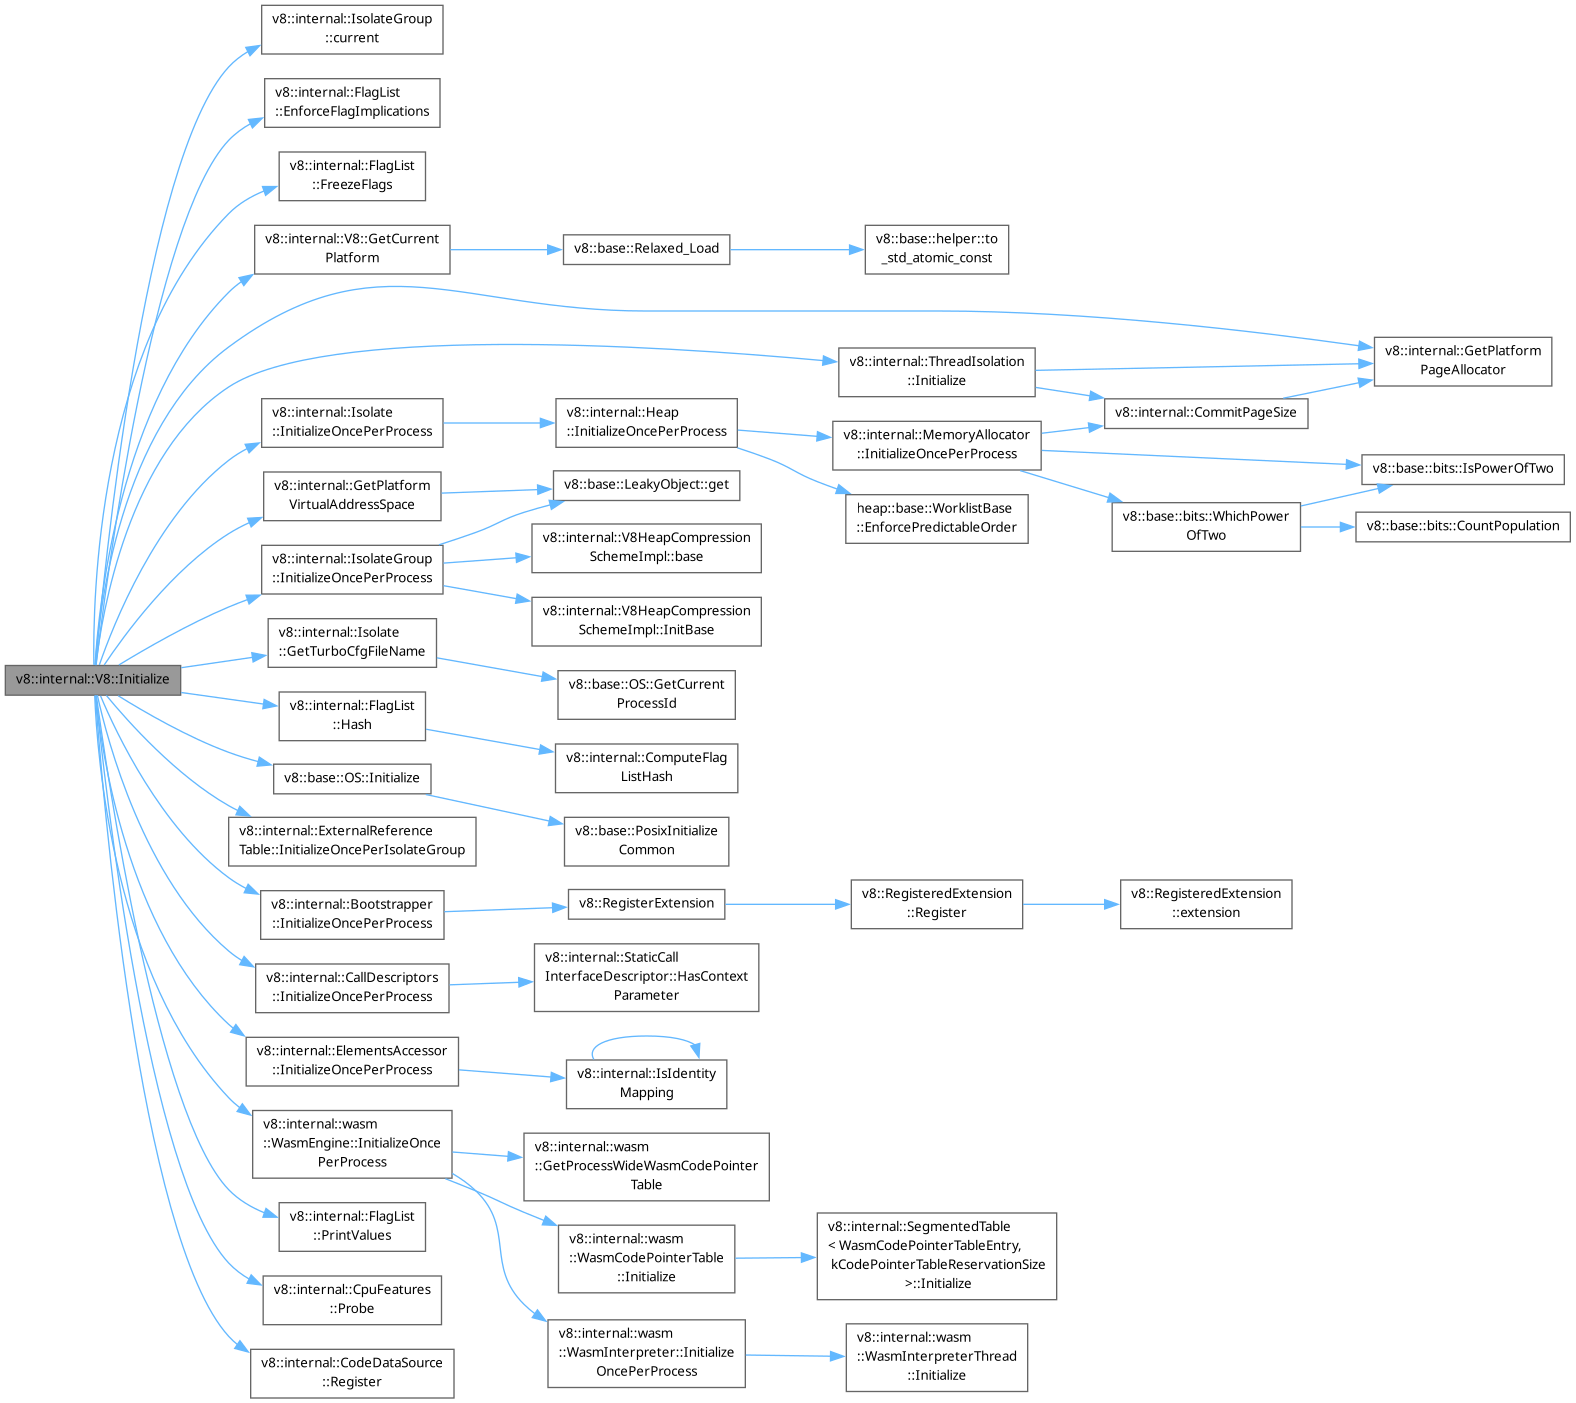 v8::internal::IsolateGroup
::current
v8::internal::FlagList
::EnforceFlagImplications
v8::internal::FlagList
::FreezeFlags
v8::internal::V8::GetCurrent
Platform
v8::base::Relaxed_Load
v8::base::helper::to
_std_atomic_const
v8::internal::GetPlatform
PageAllocator
v8::internal::ThreadIsolation
::Initialize
v8::internal::CommitPageSize
v8::internal::Isolate
::InitializeOncePerProcess
v8::internal::Heap
::InitializeOncePerProcess
v8::internal::MemoryAllocator
::InitializeOncePerProcess
v8::base::bits::IsPowerOfTwo
v8::internal::GetPlatform
VirtualAddressSpace
v8::base::LeakyObject::get
heap::base::WorklistBase
::EnforcePredictableOrder
v8::base::bits::WhichPower
OfTwo
v8::base::bits::CountPopulation
v8::internal::IsolateGroup
::InitializeOncePerProcess
v8::internal::V8HeapCompression
SchemeImpl::base
v8::internal::V8HeapCompression
SchemeImpl::InitBase
v8::internal::Isolate
::GetTurboCfgFileName
v8::base::OS::GetCurrent
ProcessId
v8::internal::V8::Initialize
v8::internal::FlagList
::Hash
v8::internal::ComputeFlag
ListHash
v8::base::OS::Initialize
v8::base::PosixInitialize
Common
v8::internal::ExternalReference
Table::InitializeOncePerIsolateGroup
v8::internal::Bootstrapper
::InitializeOncePerProcess
v8::RegisterExtension
v8::RegisteredExtension
::Register
v8::RegisteredExtension
::extension
v8::internal::CallDescriptors
::InitializeOncePerProcess
v8::internal::StaticCall
InterfaceDescriptor::HasContext
Parameter
v8::internal::ElementsAccessor
::InitializeOncePerProcess
v8::internal::IsIdentity
Mapping
v8::internal::wasm
::WasmEngine::InitializeOnce
PerProcess
v8::internal::wasm
::GetProcessWideWasmCodePointer
Table
v8::internal::wasm
::WasmCodePointerTable
::Initialize
v8::internal::SegmentedTable
< WasmCodePointerTableEntry,
kCodePointerTableReservationSize
>::Initialize
v8::internal::FlagList
::PrintValues
v8::internal::CpuFeatures
::Probe
v8::internal::wasm
::WasmInterpreter::Initialize
OncePerProcess
v8::internal::wasm
::WasmInterpreterThread
::Initialize
v8::internal::CodeDataSource
::Register